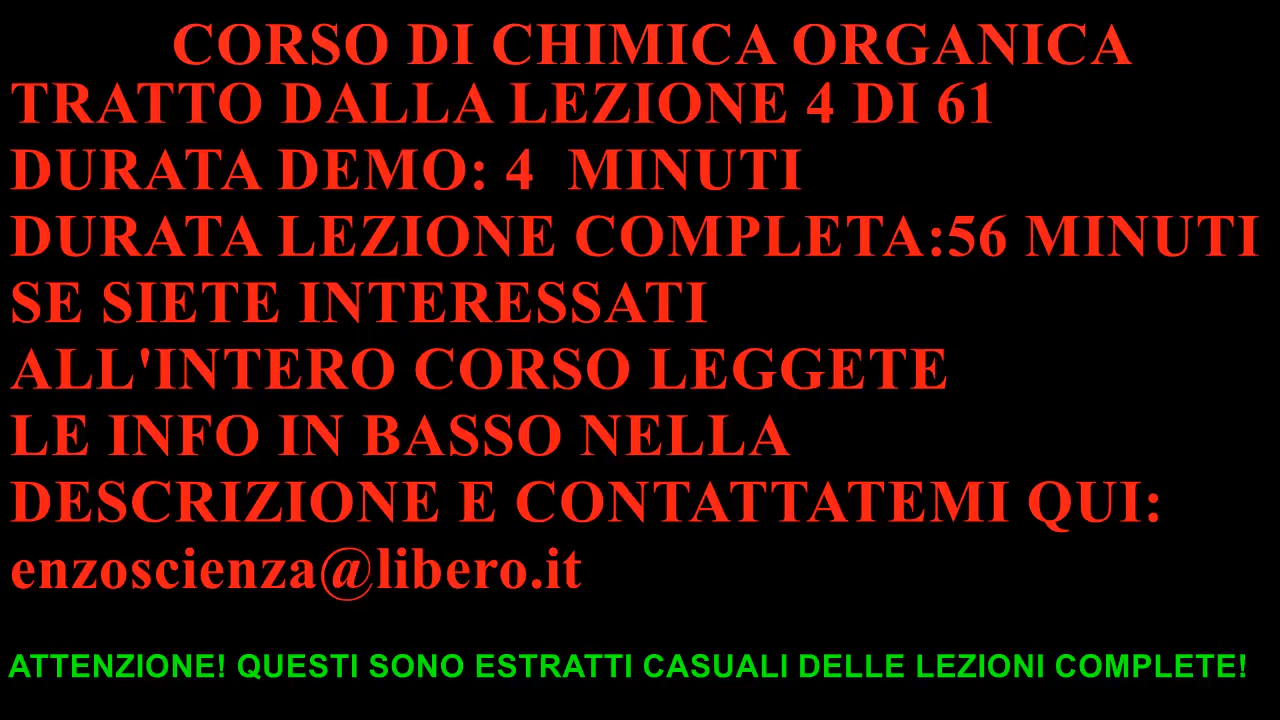 CORSO DI CHIMICA ORGANICA
TRATTO DALLA LEZIONE 4 DI 61
DURATA DEMO: 4  MINUTI
DURATA LEZIONE COMPLETA:56 MINUTI
SE SIETE INTERESSATI
ALL'INTERO CORSO LEGGETE
LE INFO IN BASSO NELLA
DESCRIZIONE E CONTATTATEMI QUI:
enzoscienza@libero.it
ATTENZIONE! QUESTI SONO ESTRATTI CASUALI DELLE LEZIONI COMPLETE!